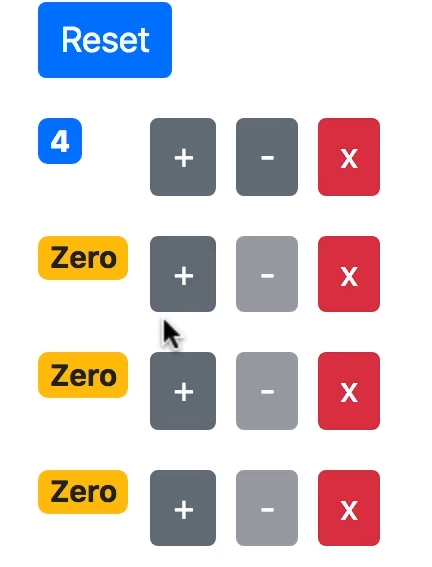 Reset
4 + - x
Zero + - x
Zero + - x
Zero + - x